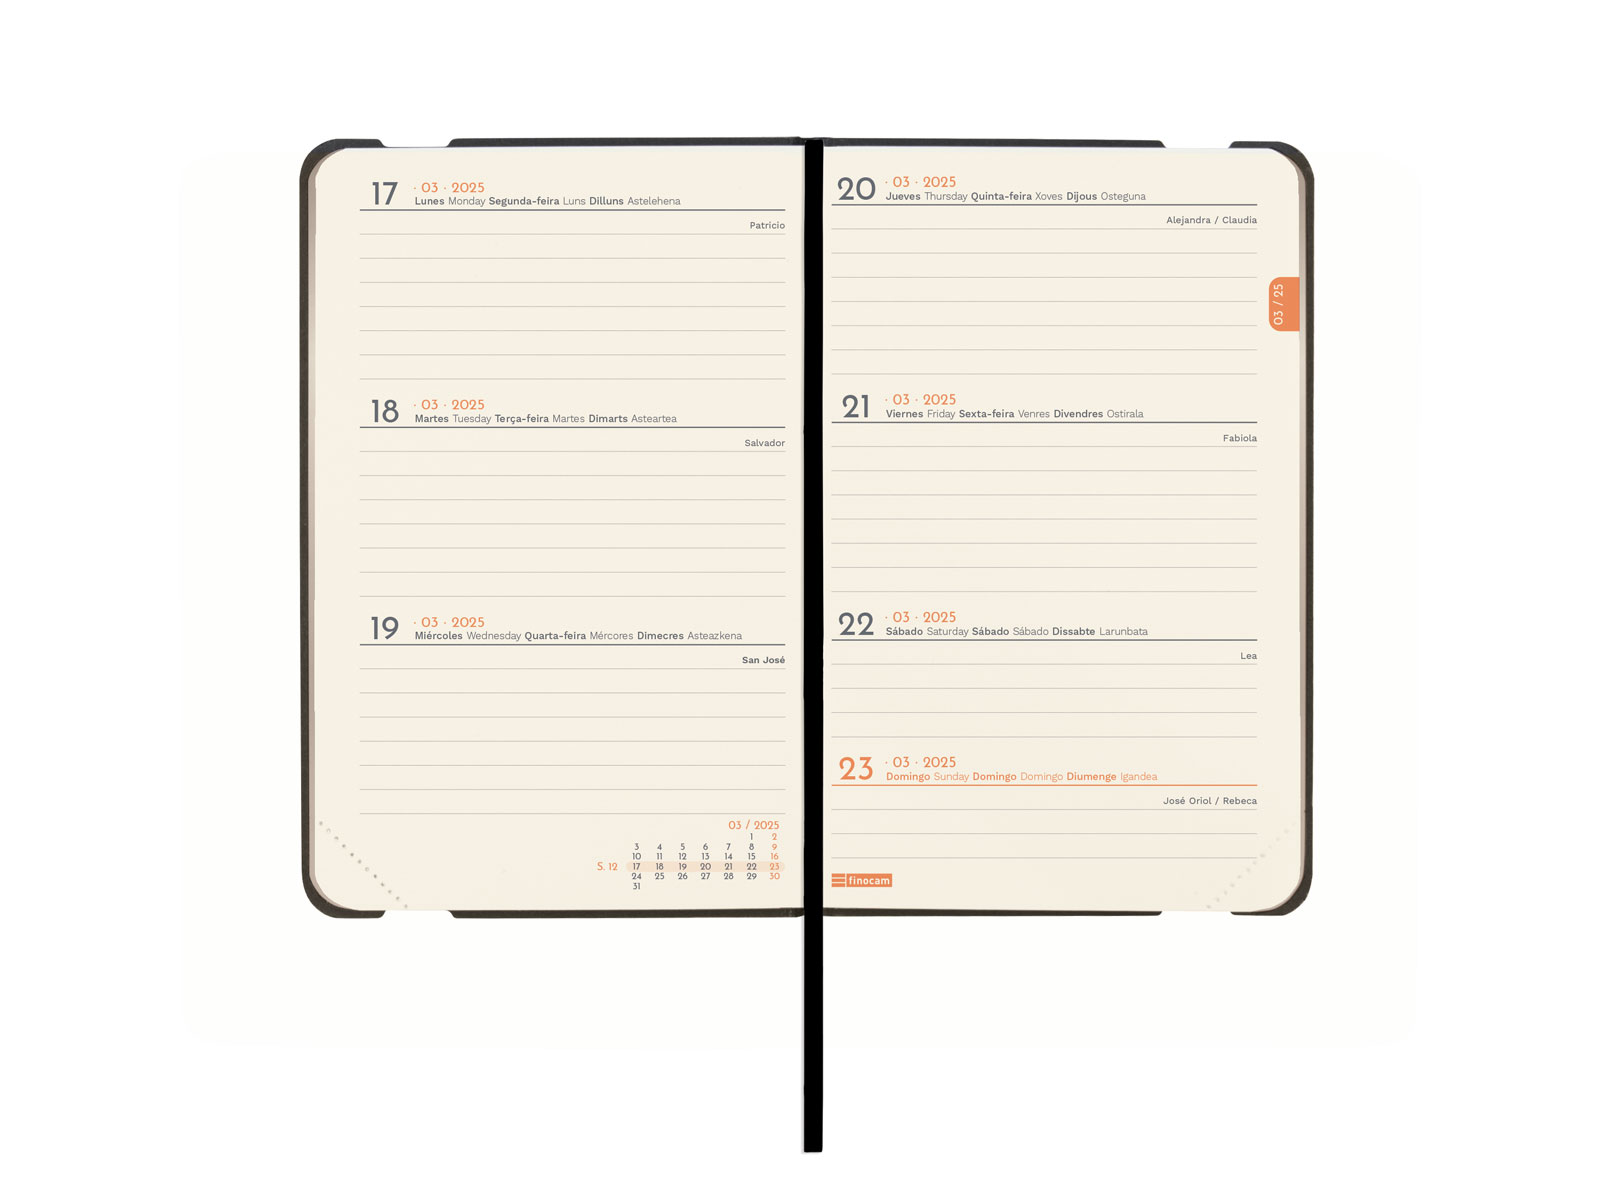 17 · 03 · 2025
Lunes Monday Segunda-feira Luns Dilluns Astelehena
Patricio
18 · 03 · 2025
Martes Tuesday Terça-feira Martes Dimarts Asteartea
Salvador
19 · 03 · 2025
Miércoles Wednesday Quarta-feira Mércores Dimecres Asteazkena
San José
03 / 2025
1 2
3 4 5 6 7 8 9
10 11 12 13 14 15 16
S. 12 17 18 19 20 21 22 23
24 25 26 27 28 29 30
31
20 · 03 · 2025
Jueves Thursday Quinta-feira Xoves Dijous Osteguna
Alejandra / Claudia
03 / 25
21 · 03 · 2025
Viernes Friday Sexta-feira Venres Divendres Ostirala
Fabiola
22 · 03 · 2025
Sábado Saturday Sábado Sábado Dissabte Larunbata
Lea
23 · 03 · 2025
Domingo Sunday Domingo Domingo Diumenge Igandea
José Oriol / Rebeca
finocam